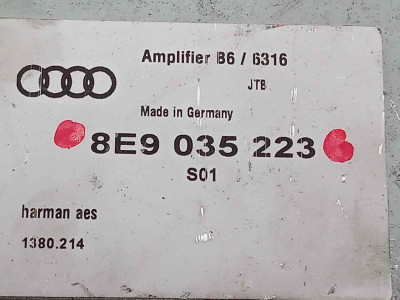 Amplifier B6 / 6316
JTB
Made in Germany
8E9 035 223
S01
harman aes
1380.214